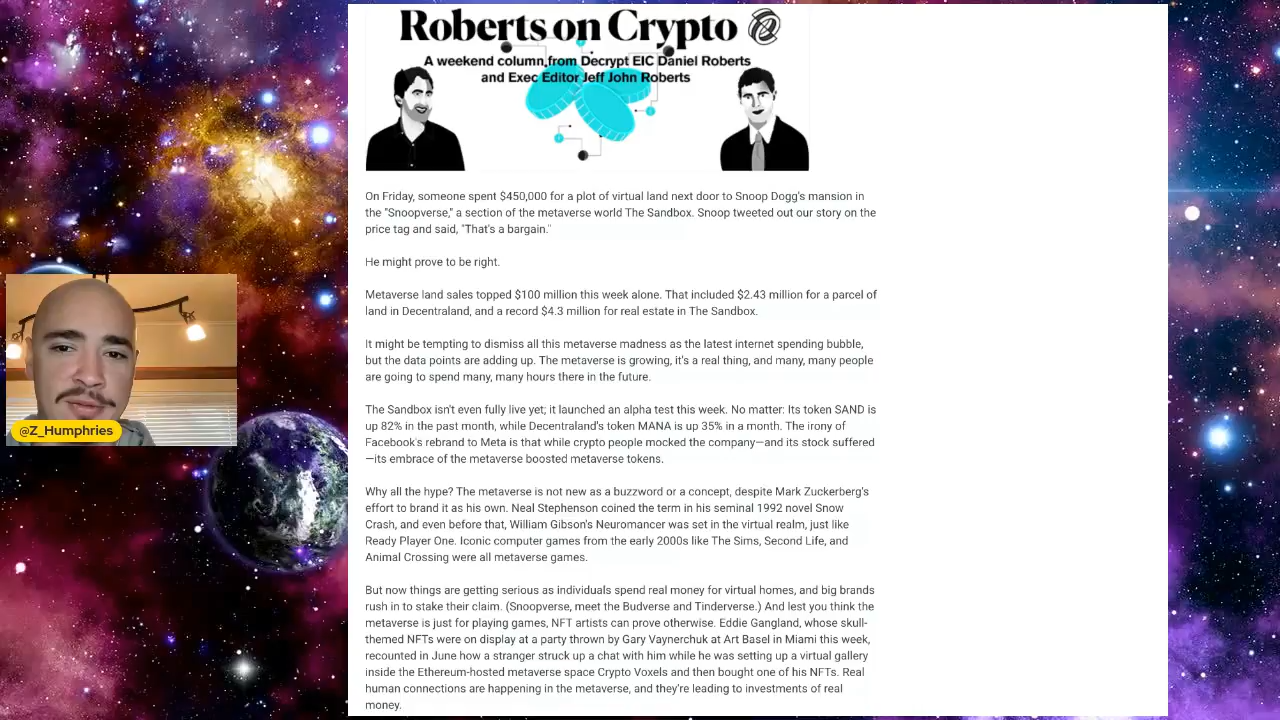 Roberts on Crypto
A weekend column from Decrypt EIC Daniel Roberts
and Exec Editor Jeff John Roberts
On Friday, someone spent $450,000 for a plot of virtual land next door to Snoop Dogg's mansion in
the "Snoopverse," a section of the metaverse world The Sandbox. Snoop tweeted out our story on the
price tag and said, "That's a bargain."
He might prove to be right.
Metaverse land sales topped $100 million this week alone. That included $2.43 million for a parcel of
land in Decentraland, and a record $4.3 million for real estate in The Sandbox.
It might be tempting to dismiss all this metaverse madness as the latest internet spending bubble,
but the data points are adding up. The metaverse is growing, it's a real thing, and many, many people
are going to spend many, many hours there in the future.
The Sandbox isn't even fully live yet; it launched an alpha test this week. No matter: Its token SAND is
up 82% in the past month, while Decentraland's token MANA is up 35% in a month. The irony of
Facebook's rebrand to Meta is that while crypto people mocked the company—and its stock suffered
—its embrace of the metaverse boosted metaverse tokens.
Why all the hype? The metaverse is not new as a buzzword or a concept, despite Mark Zuckerberg's
effort to brand it as his own. Neal Stephenson coined the term in his seminal 1992 novel Snow
Crash, and even before that, William Gibson's Neuromancer was set in the virtual realm, just like
Ready Player One. Iconic computer games from the early 2000s like The Sims, Second Life, and
Animal Crossing were all metaverse games.
But now things are getting serious as individuals spend real money for virtual homes, and big brands
rush in to stake their claim. (Snoopverse, meet the Budverse and Tinderverse.) And lest you think the
metaverse is just for playing games, NFT artists can prove otherwise. Eddie Gangland, whose skull-
themed NFTs were on display at a party thrown by Gary Vaynerchuk at Art Basel in Miami this week,
recounted in June how a stranger struck up a chat with him while he was setting up a virtual gallery
inside the Ethereum-hosted metaverse space Crypto Voxels and then bought one of his NFTs. Real
human connections are happening in the metaverse, and they're leading to investments of real
money.
@Z_Humphries